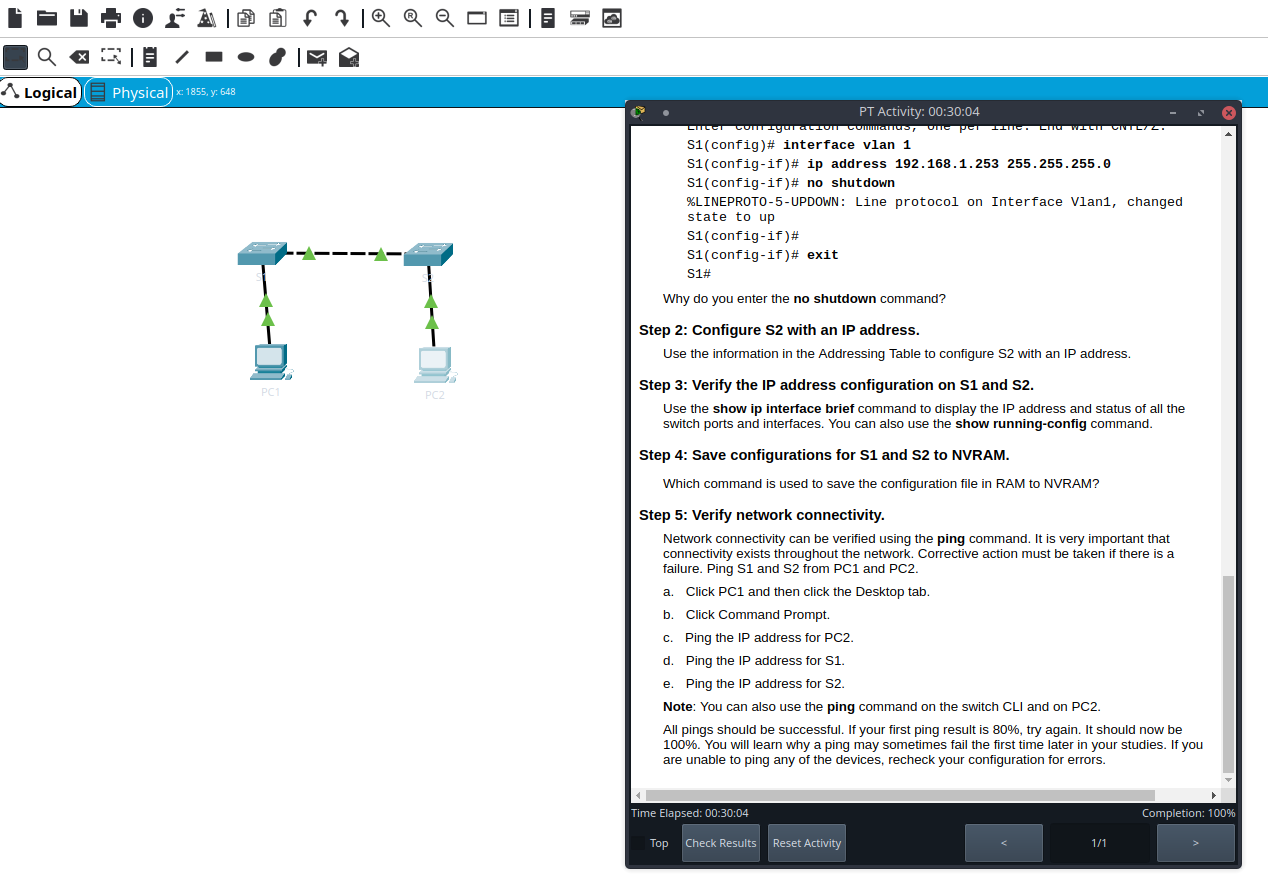 Logical
Physical
x: 1855, y: 648
PC1
PC2
PT Activity: 00:30:04
Enter configuration commands, one per line. End with CNTL/Z.
S1(config)# interface vlan 1
S1(config-if)# ip address 192.168.1.253 255.255.255.0
S1(config-if)# no shutdown
%LINEPROTO-5-UPDOWN: Line protocol on Interface Vlan1, changed
state to up
S1(config-if)#
S1(config-if)# exit
S1#
Why do you enter the no shutdown command?
Step 2: Configure S2 with an IP address.
Use the information in the Addressing Table to configure S2 with an IP address.
Step 3: Verify the IP address configuration on S1 and S2.
Use the show ip interface brief command to display the IP address and status of all the
switch ports and interfaces. You can also use the show running-config command.
Step 4: Save configurations for S1 and S2 to NVRAM.
Which command is used to save the configuration file in RAM to NVRAM?
Step 5: Verify network connectivity.
Network connectivity can be verified using the ping command. It is very important that
connectivity exists throughout the network. Corrective action must be taken if there is a
failure. Ping S1 and S2 from PC1 and PC2.
a. Click PC1 and then click the Desktop tab.
b. Click Command Prompt.
c. Ping the IP address for PC2.
d. Ping the IP address for S1.
e. Ping the IP address for S2.
Note: You can also use the ping command on the switch CLI and on PC2.
All pings should be successful. If your first ping result is 80%, try again. It should now be
100%. You will learn why a ping may sometimes fail the first time later in your studies. If you
are unable to ping any of the devices, recheck your configuration for errors.
Time Elapsed: 00:30:04
Completion: 100%
Top
Check Results
Reset Activity
<
1/1
>